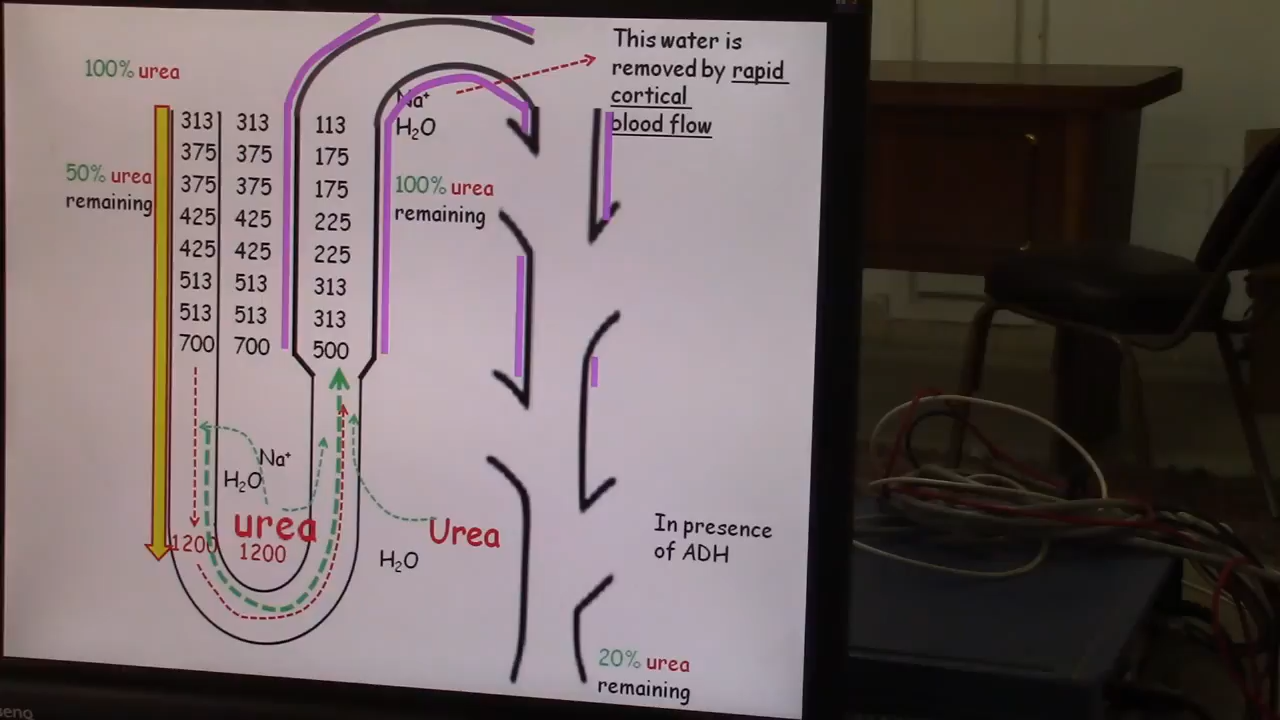 100% urea
This water is
removed by rapid
cortical
blood flow
Na⁺
H₂O
313 313 113
375 375 175
50% urea
remaining
375 375 175
100% urea
remaining
425 425 225
425 425 225
513 513 313
513 513 313
700 700 500
Na⁺
H₂O
urea
Urea
1200
1200
H₂O
In presence
of ADH
20% urea
remaining